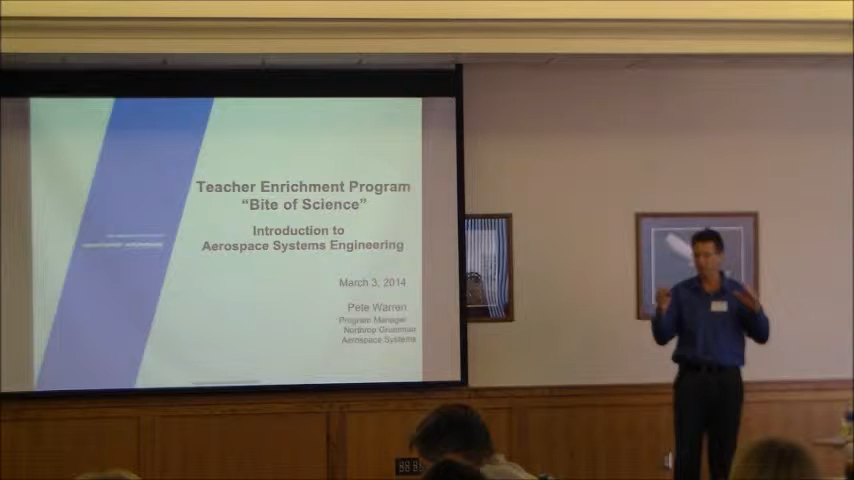 Teacher Enrichment Program
“Bite of Science”
Introduction to
Aerospace Systems Engineering
March 3, 2014
Pete Warren
Program Manager
Northrop Grumman
Aerospace Systems